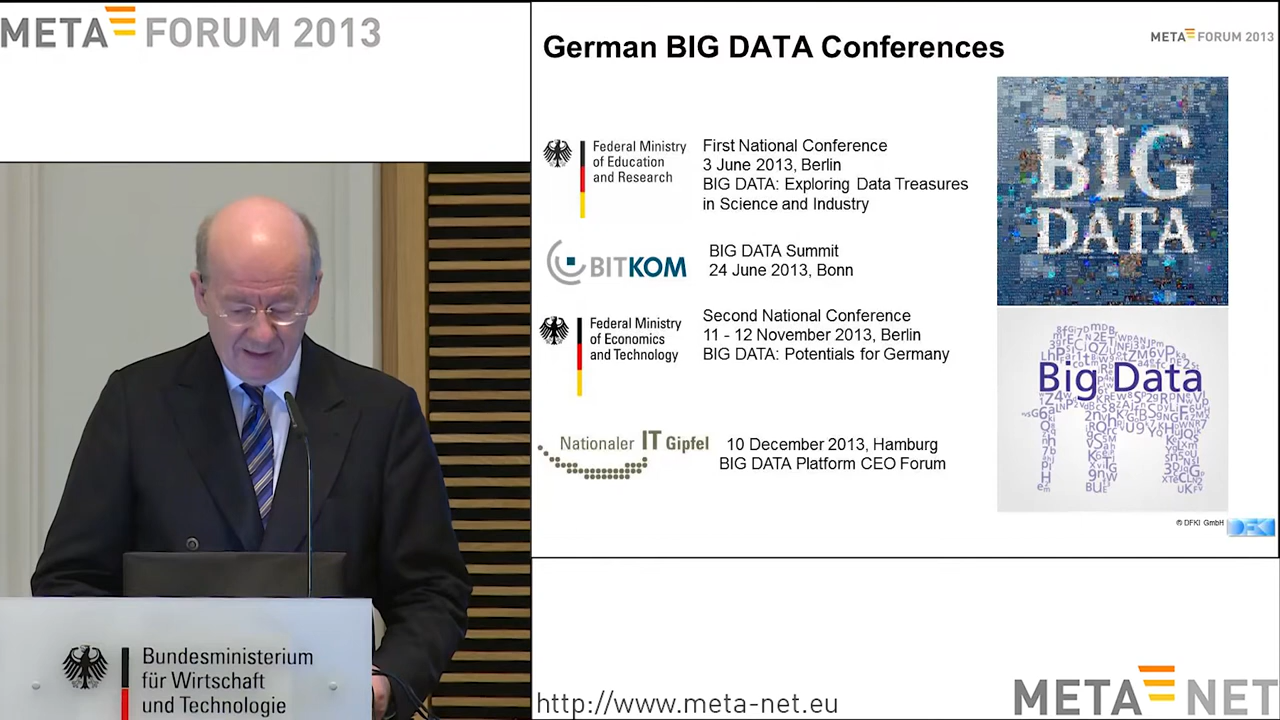 META FORUM 2013
German BIG DATA Conferences
META FORUM 2013
Federal Ministry
of Education
and Research
First National Conference
3 June 2013, Berlin
BIG DATA: Exploring Data Treasures
in Science and Industry
BIG
DATA
BITKOM
BIG DATA Summit
24 June 2013, Bonn
Federal Ministry
of Economics
and Technology
Second National Conference
11 - 12 November 2013, Berlin
BIG DATA: Potentials for Germany
Big Data
Nationaler IT Gipfel
10 December 2013, Hamburg
BIG DATA Platform CEO Forum
© DFKI GmbH
DFKI
Bundesministerium
für Wirtschaft
und Technologie
http://www.meta-net.eu
META NET